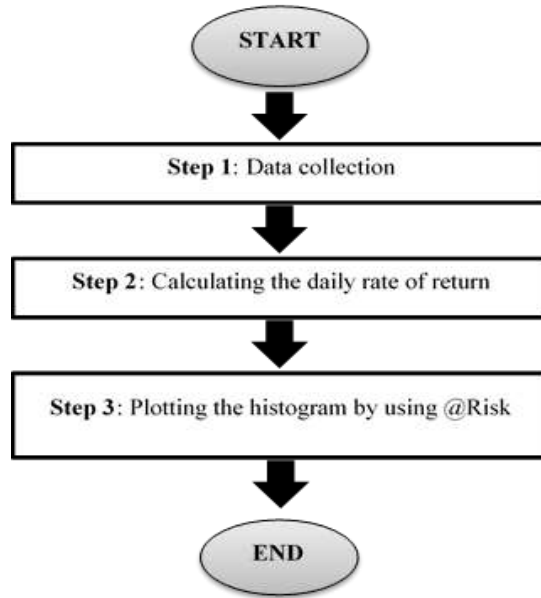 START
Step 1: Data collection
Step 2: Calculating the daily rate of return
Step 3: Plotting the histogram by using @Risk
END